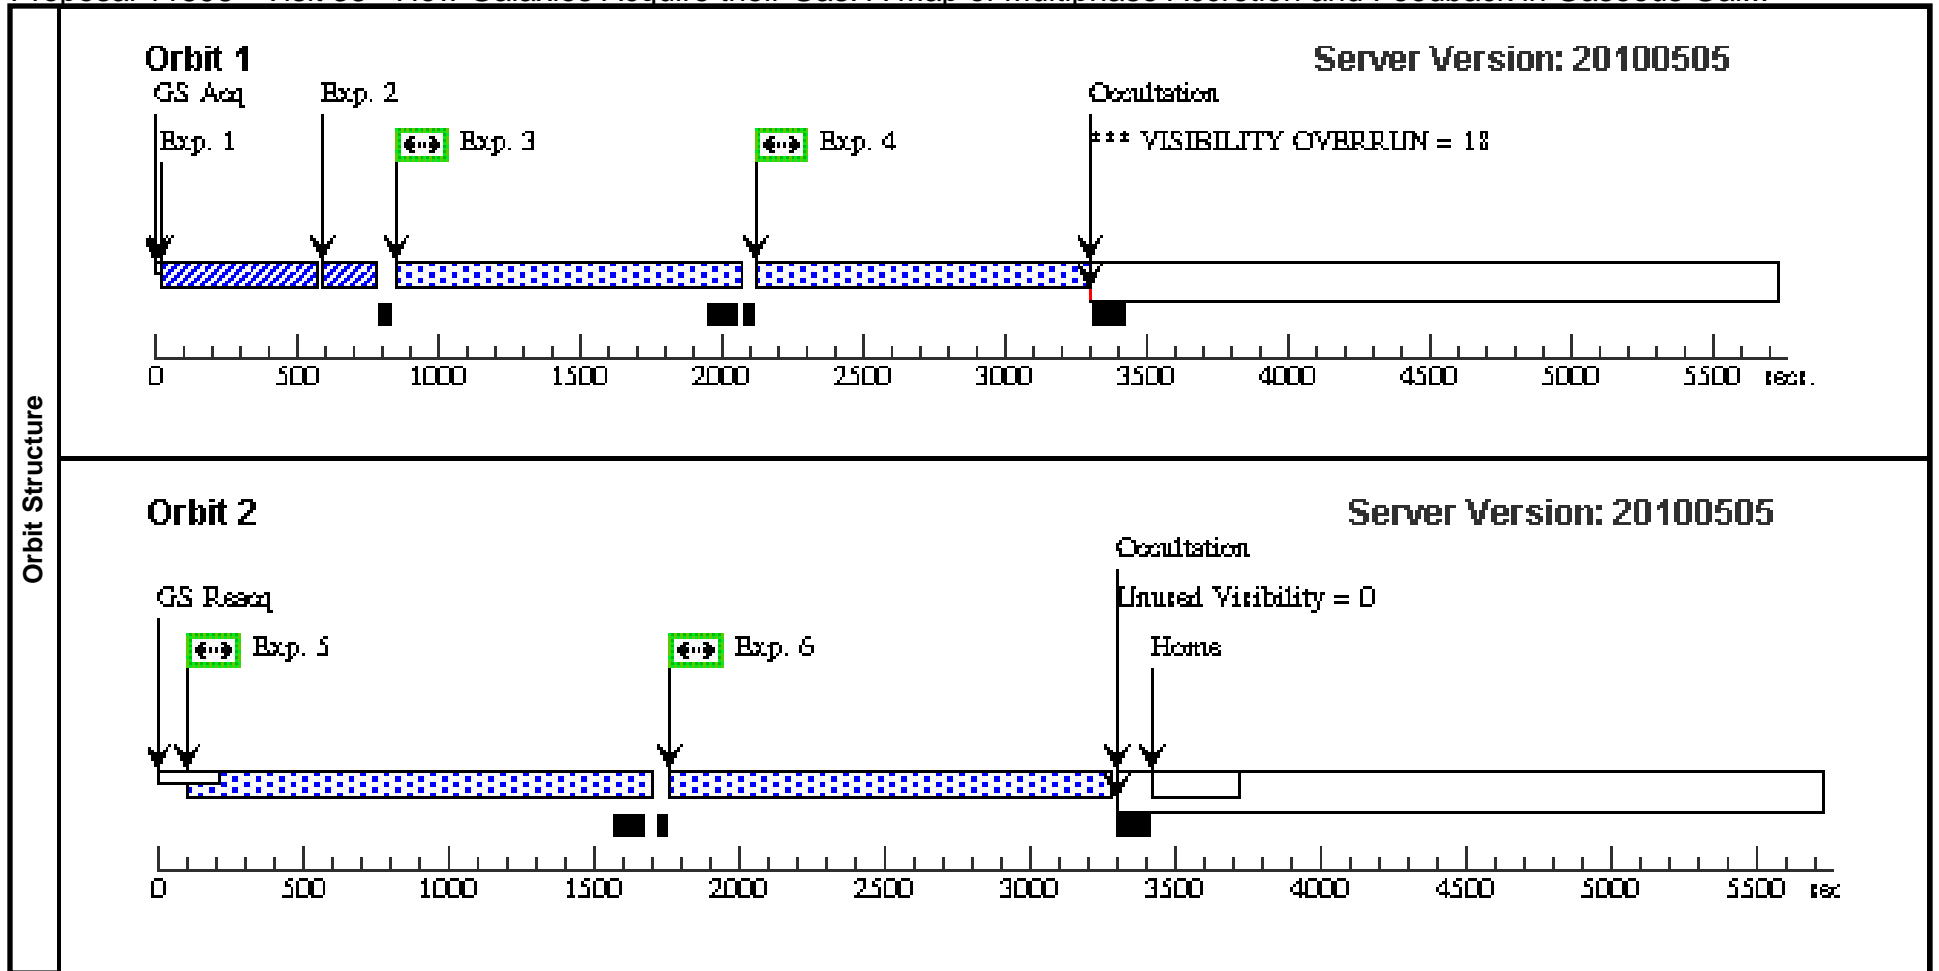 Orbit Structure
Orbit 1
Server Version: 20100505
GS Acq
Exp. 2
Occultation
Exp. 1
Exp. 3
Exp. 4
*** VISIBILITY OVERRUN = 18
0 500 1000 1500 2000 2500 3000 3500 4000 4500 5000 5500 secs.
Orbit 2
Server Version: 20100505
Occultation
GS Reacq
Unused Visibility = 0
Exp. 5
Exp. 6
Home
0 500 1000 1500 2000 2500 3000 3500 4000 4500 5000 5500 sec